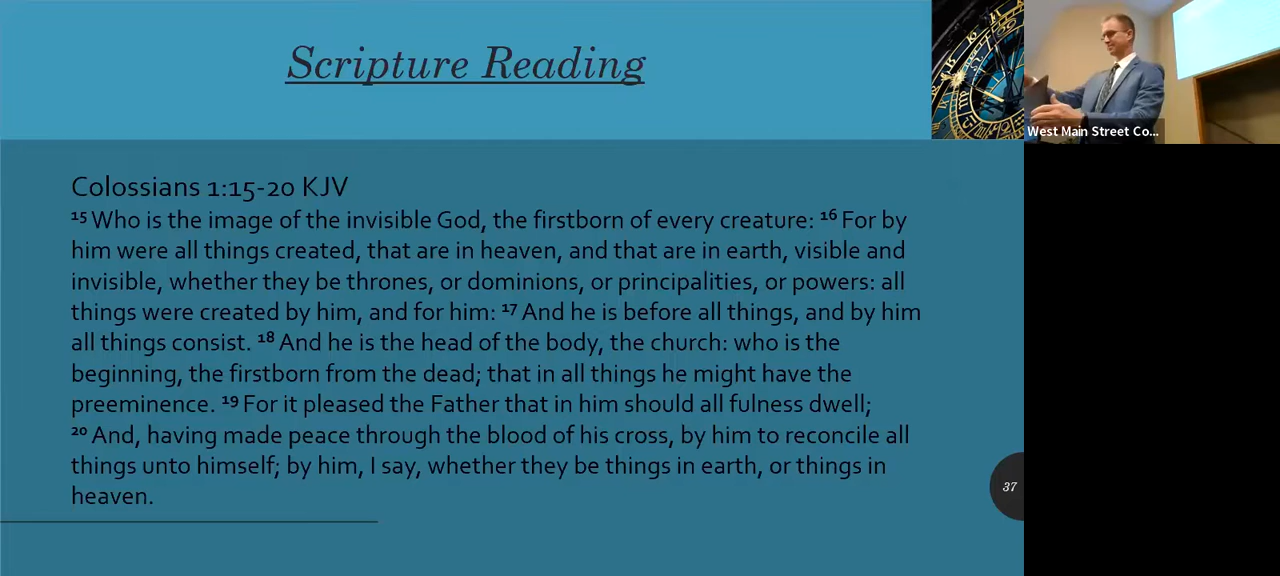 Scripture Reading
West Main Street Co...
Colossians 1:15-20 KJV
15 Who is the image of the invisible God, the firstborn of every creature: 16 For by
him were all things created, that are in heaven, and that are in earth, visible and
invisible, whether they be thrones, or dominions, or principalities, or powers: all
things were created by him, and for him: 17 And he is before all things, and by him
all things consist. 18 And he is the head of the body, the church: who is the
beginning, the firstborn from the dead; that in all things he might have the
preeminence. 19 For it pleased the Father that in him should all fulness dwell;
20 And, having made peace through the blood of his cross, by him to reconcile all
things unto himself; by him, I say, whether they be things in earth, or things in
heaven.
37